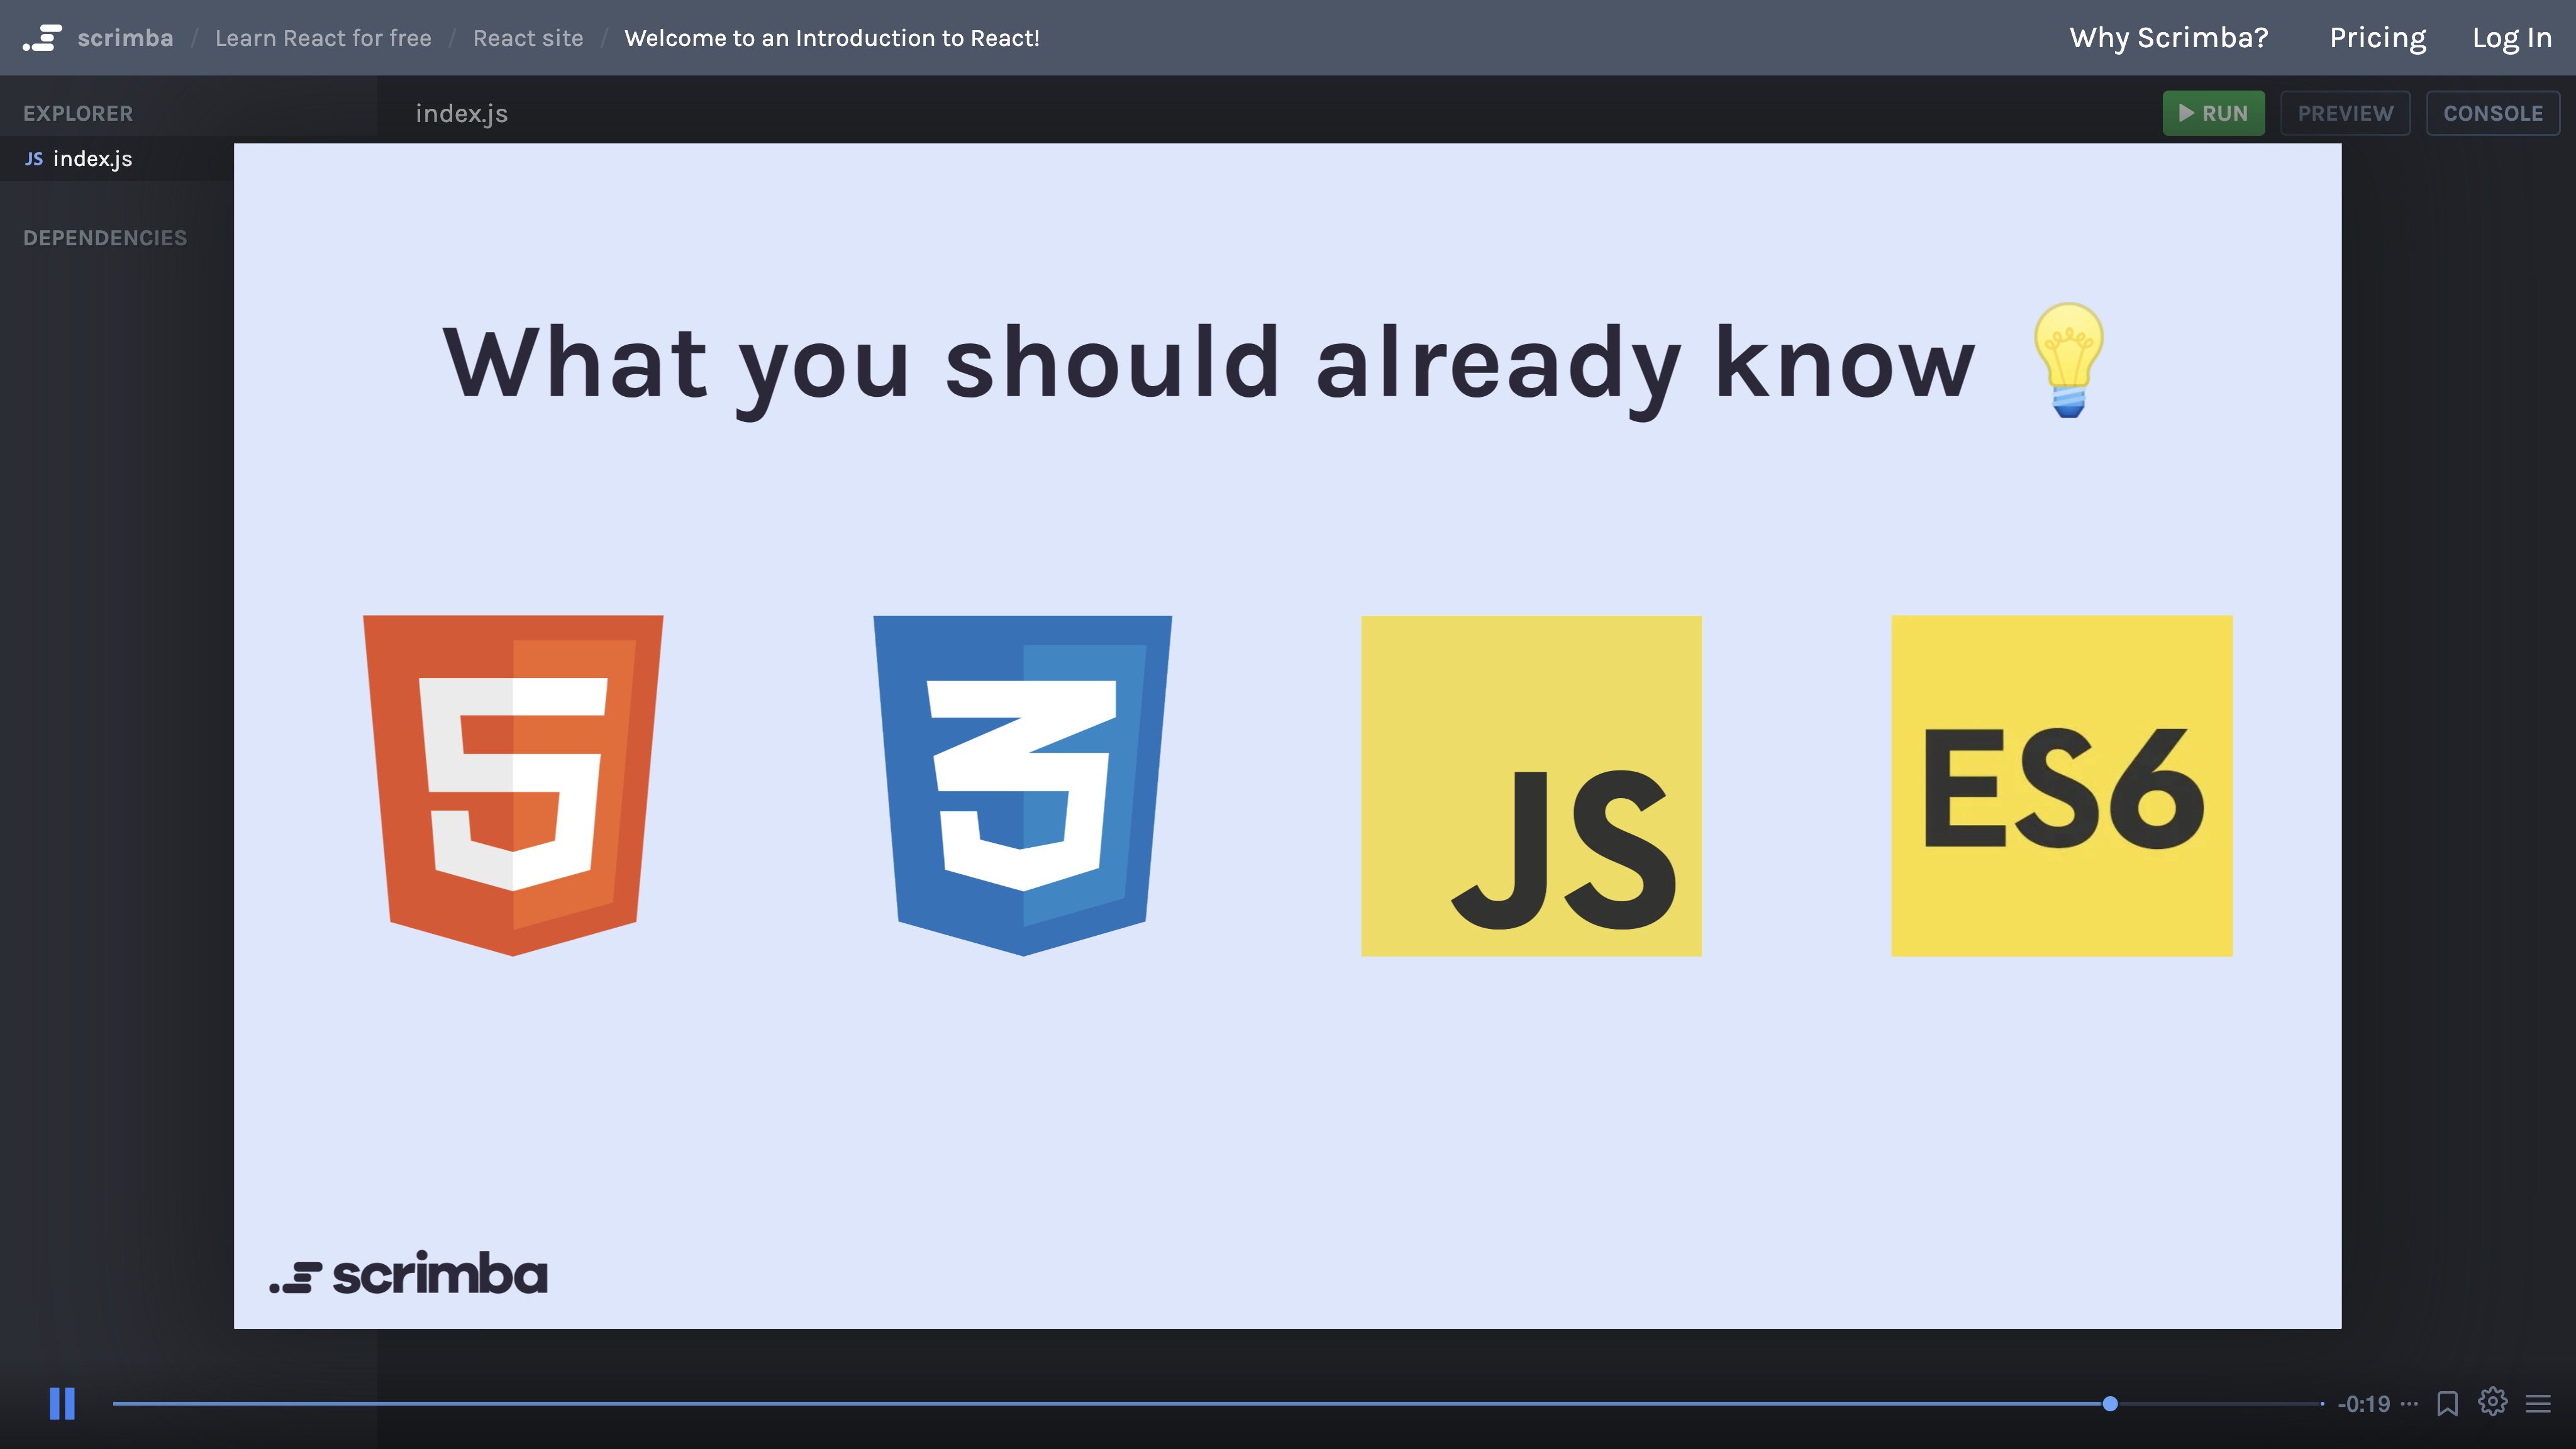 scrimba / Learn React for free / React site / Welcome to an Introduction to React!
Why Scrimba? Pricing Log In
EXPLORER
JS index.js
DEPENDENCIES
index.js
RUN PREVIEW CONSOLE
What you should already know
5 3 JS ES6
scrimba
-0:19